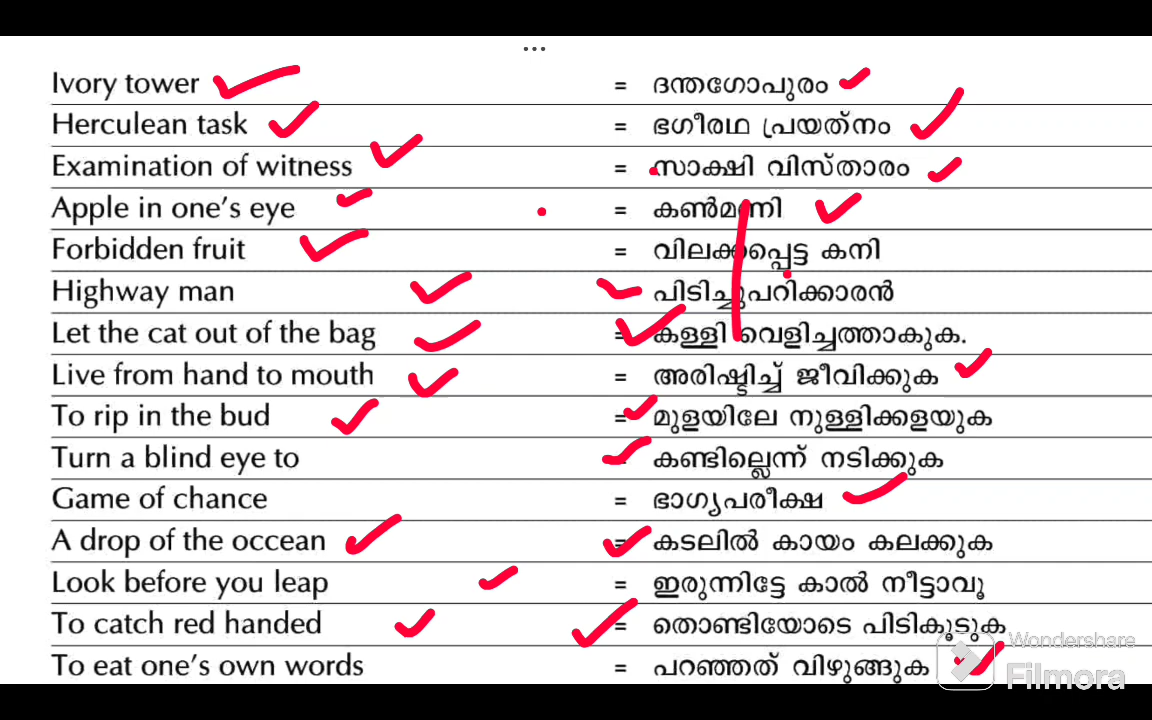 Ivory tower = ദന്തഗോപുരം
Herculean task = ഭഗീരഥ പ്രയത്നം
Examination of witness = സാക്ഷി വിസ്താരം
Apple in one's eye = കൺമണി
Forbidden fruit = വിലക്കപ്പെട്ട കനി
Highway man പിടിച്ചുപറിക്കാരൻ
Let the cat out of the bag = കള്ളി വെളിച്ചത്താകുക.
Live from hand to mouth = അരിഷ്ടിച്ച് ജീവിക്കുക
To rip in the bud = മുളയിലേ നുള്ളിക്കളയുക
Turn a blind eye to = കണ്ടില്ലെന്ന് നടിക്കുക
Game of chance = ഭാഗ്യപരീക്ഷ
A drop of the occean = കടലിൽ കായം കലക്കുക
Look before you leap = ഇരുന്നിട്ടേ കാൽ നീട്ടാവൂ
To catch red handed = തൊണ്ടിയോടെ പിടികൂടുക
To eat one's own words = പറഞ്ഞത് വിഴുങ്ങുക
Wondershare
Filmora